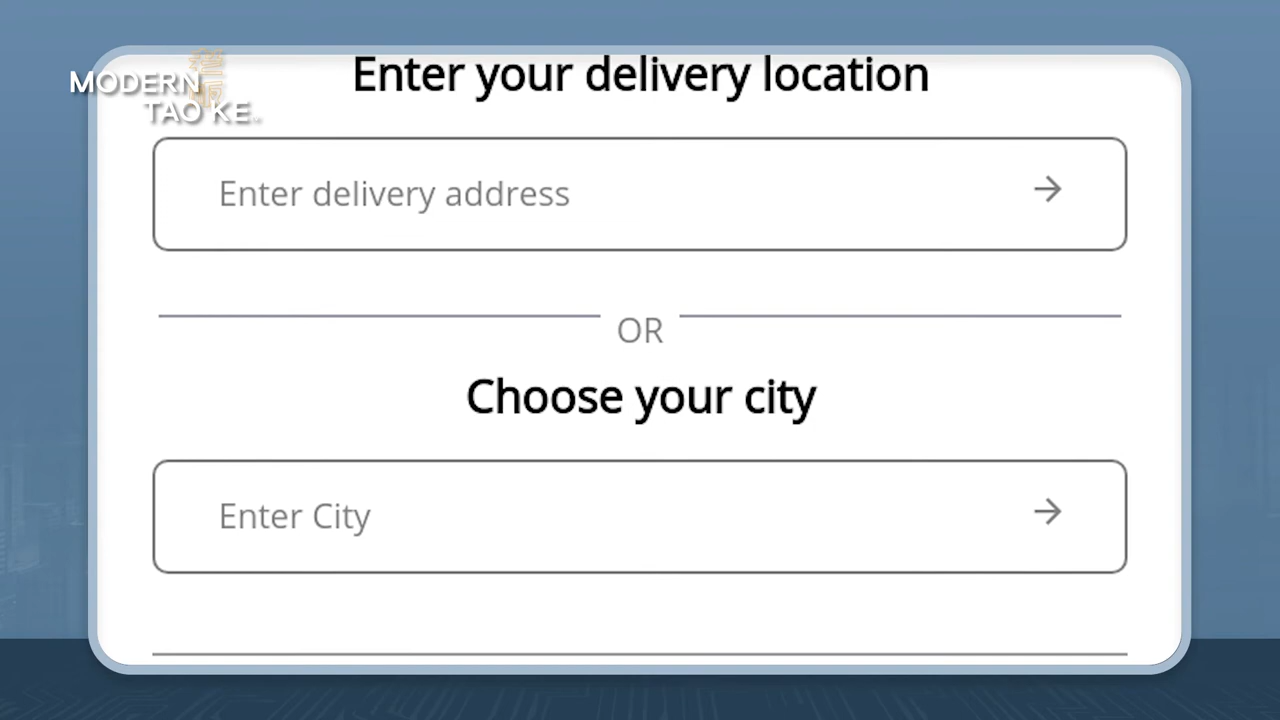 MODERN
TAO KE
Enter your delivery location
Enter delivery address
OR
Choose your city
Enter City